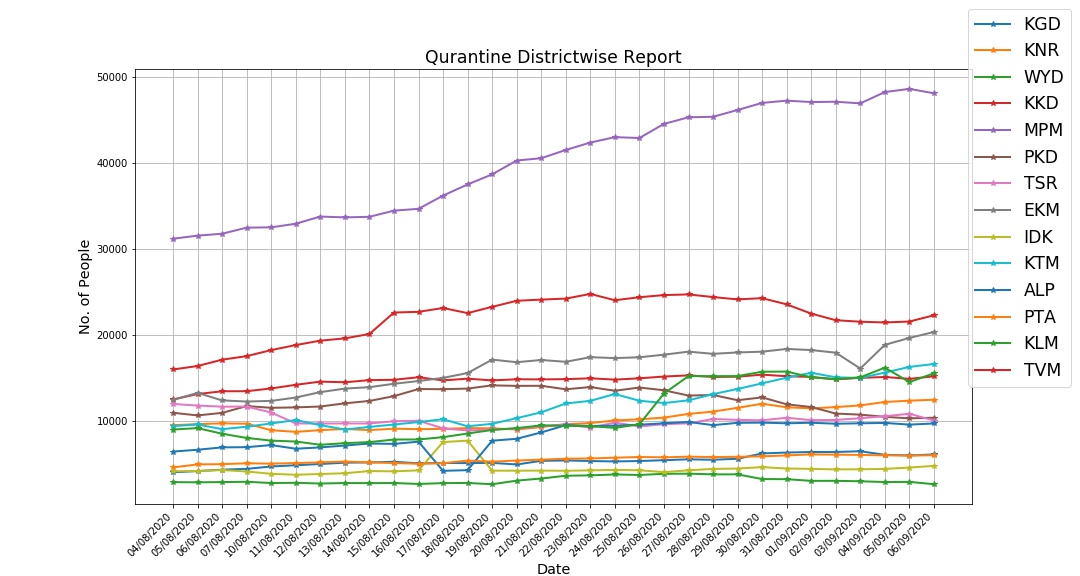 Qurantine Districtwise Report
No. of People
50000
40000
30000
20000
10000
04/08/2020
05/08/2020
06/08/2020
07/08/2020
10/08/2020
11/08/2020
12/08/2020
13/08/2020
14/08/2020
15/08/2020
16/08/2020
17/08/2020
18/08/2020
19/08/2020
20/08/2020
21/08/2020
22/08/2020
23/08/2020
24/08/2020
25/08/2020
26/08/2020
27/08/2020
28/08/2020
29/08/2020
30/08/2020
31/08/2020
01/09/2020
02/09/2020
03/09/2020
04/09/2020
05/09/2020
06/09/2020
Date
KGD
KNR
WYD
KKD
MPM
PKD
TSR
EKM
IDK
KTM
ALP
PTA
KLM
TVM